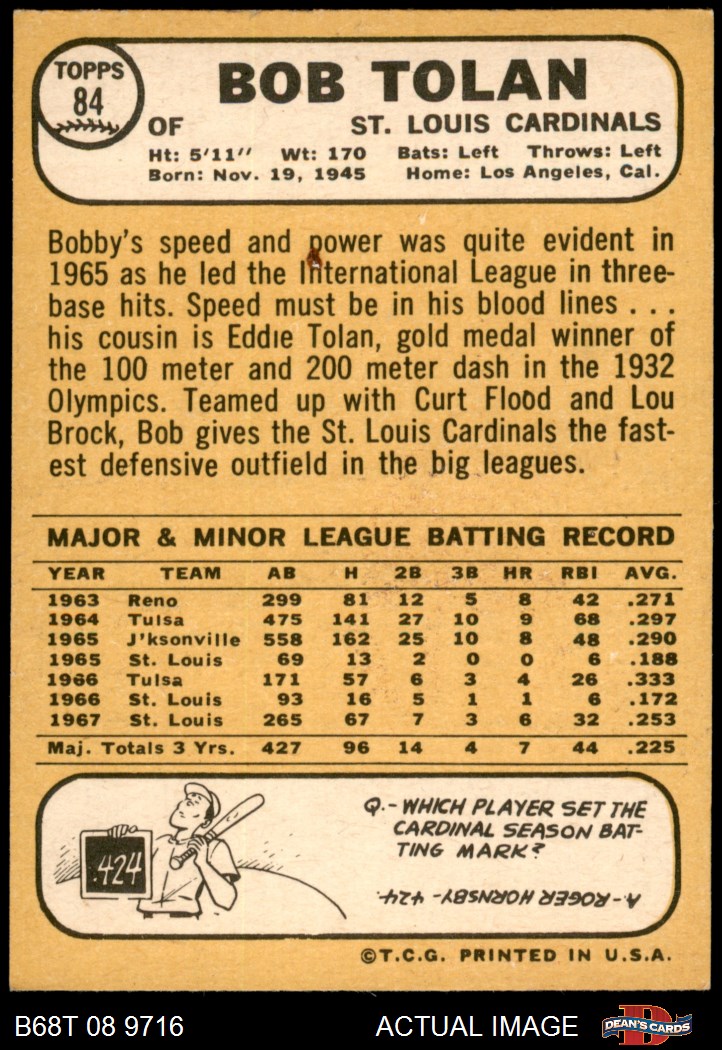 TOPPS
84
BOB TOLAN
OF ST. LOUIS CARDINALS
Ht: 5'11" Wt: 170 Bats: Left Throws: Left
Born: Nov. 19, 1945 Home: Los Angeles, Cal.
Bobby's speed and power was quite evident in
1965 as he led the International League in three-
base hits. Speed must be in his blood lines . . .
his cousin is Eddie Tolan, gold medal winner of
the 100 meter and 200 meter dash in the 1932
Olympics. Teamed up with Curt Flood and Lou
Brock, Bob gives the St. Louis Cardinals the fast-
est defensive outfield in the big leagues.
MAJOR & MINOR LEAGUE BATTING RECORD
YEAR TEAM AB H 2B 3B HR RBI AVG.
1963 Reno 299 81 12 5 8 42 .271
1964 Tulsa 475 141 27 10 9 68 .297
1965 J'ksonville 558 162 25 10 8 48 .290
1965 St. Louis 69 13 2 0 0 6 .188
1966 Tulsa 171 57 6 3 4 26 .333
1966 St. Louis 93 16 5 1 1 6 .172
1967 St. Louis 265 67 7 3 6 32 .253
Maj. Totals 3 Yrs. 427 96 14 4 7 44 .225
.424
Q.- WHICH PLAYER SET THE
CARDINAL SEASON BAT-
TING MARK?
A- ROGER HORNSBY - .424.
©T.C.G. PRINTED IN U.S.A.
B68T 08 9716 ACTUAL IMAGE
D
DEAN'S CARDS